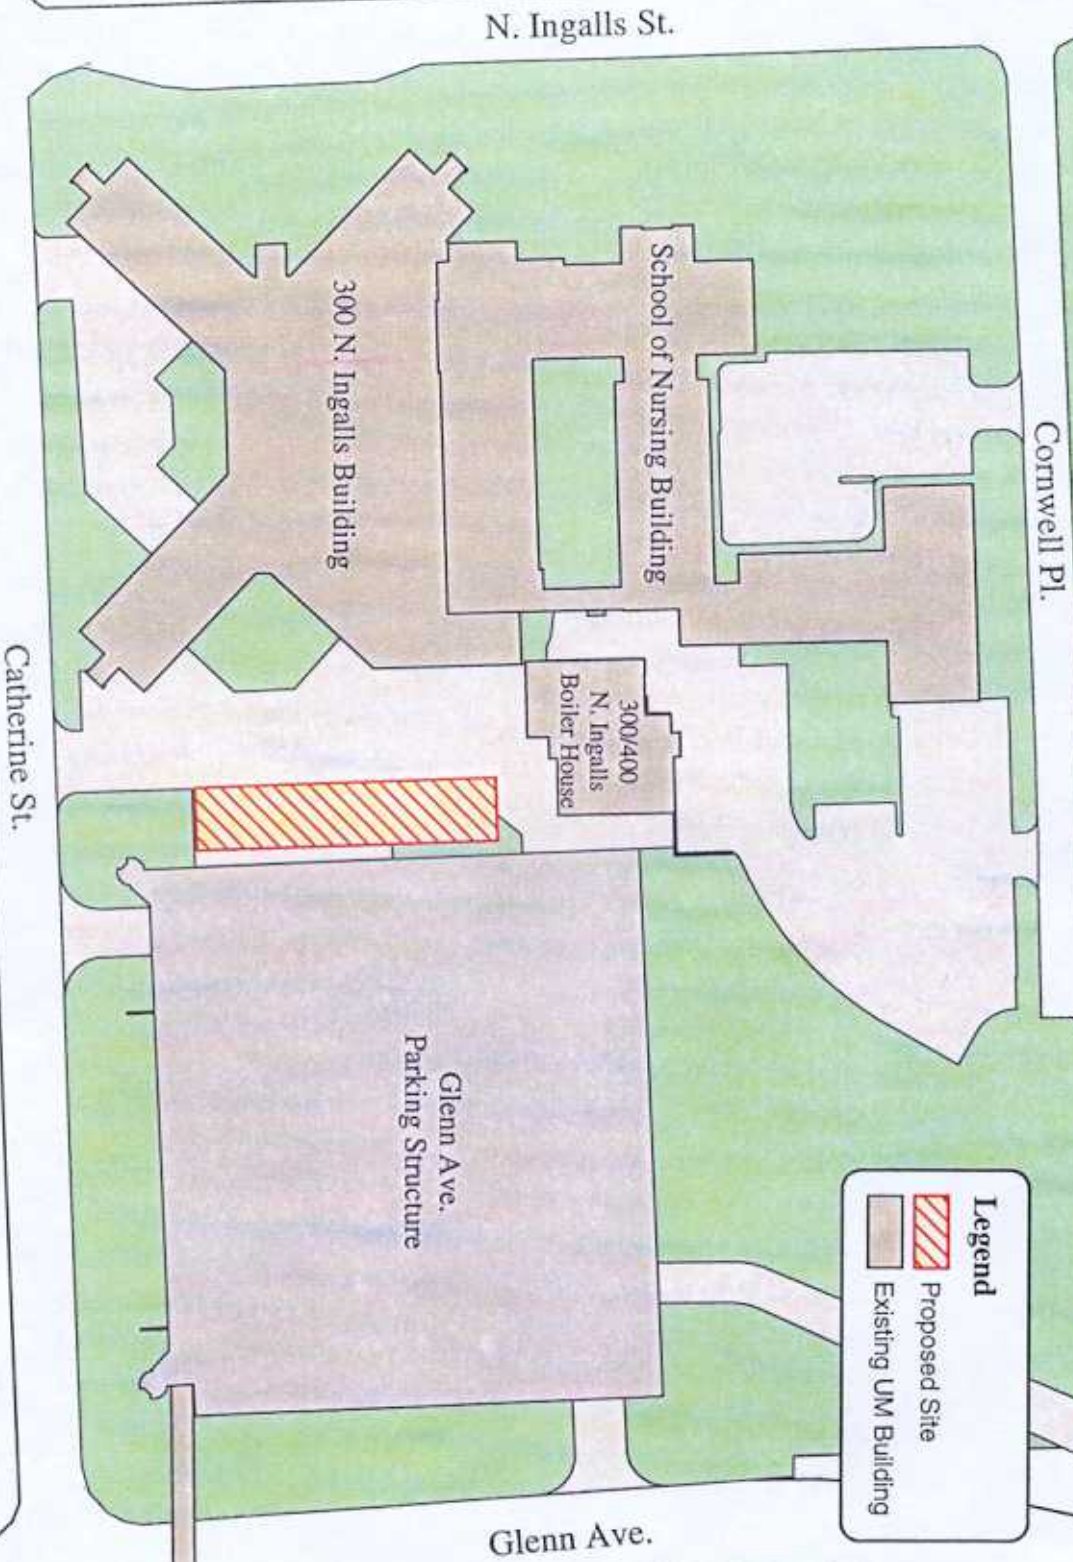 N. Ingalls St.
Cornwell Pl.
School of Nursing Building
300 N. Ingalls Building
300/400
N. Ingalls
Boiler House
Catherine St.
Glenn Ave.
Parking Structure
Legend
Proposed Site
Existing UM Building
Glenn Ave.